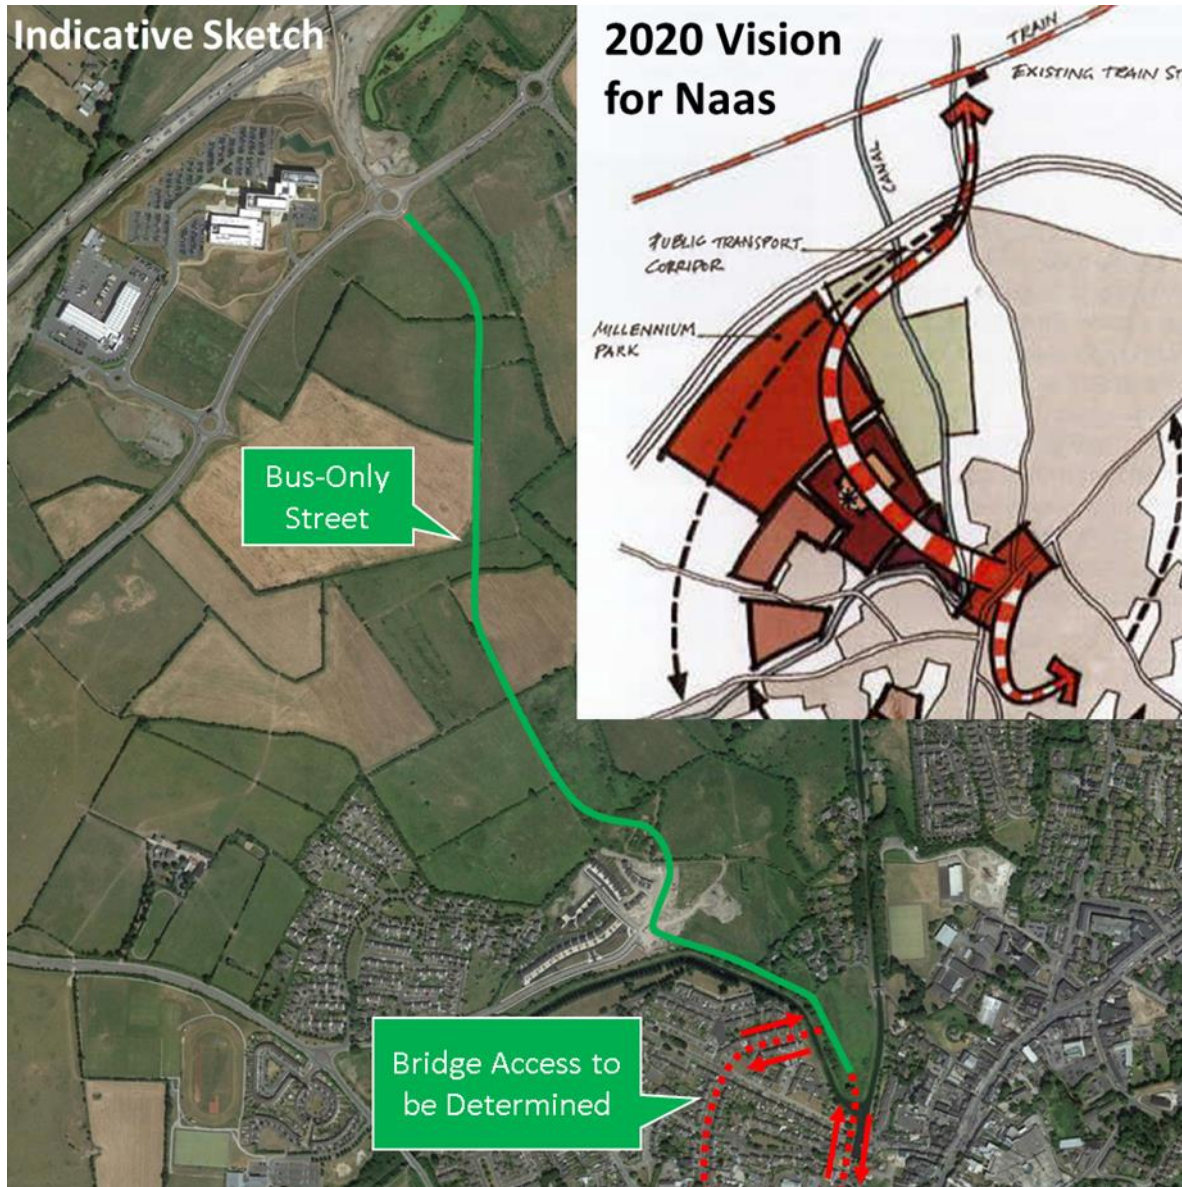 Indicative Sketch
2020 Vision
for Naas
TRAIN
EXISTING TRAIN ST
CANAL
PUBLIC TRANSPORT
CORRIDOR
MILLENNIUM
PARK
Bus-Only
Street
Bridge Access to
be Determined